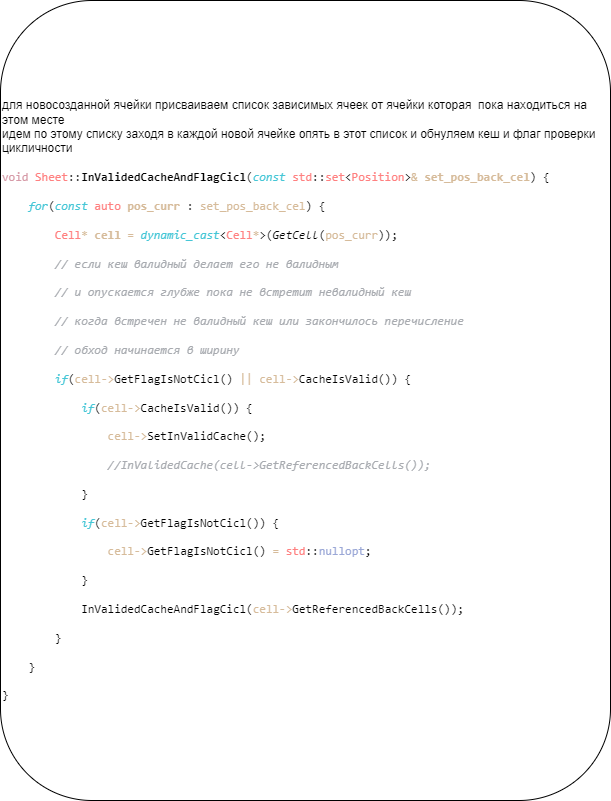 для новосозданной ячейки присваиваем список зависимых ячеек от ячейки которая  пока находиться на
этом месте
идем по этому списку заходя в каждой новой ячейке опять в этот список и обнуляем кеш и флаг проверки
цикличности
void Sheet::InValidedCacheAndFlagCicl(const std::set<Position>& set_pos_back_cel) {
    for(const auto pos_curr : set_pos_back_cel) {
        Cell* cell = dynamic_cast<Cell*>(GetCell(pos_curr));
        // если кеш валидный делает его не валидным
        // и опускается глубже пока не встретит невалидный кеш
        // когда встречен не валидный кеш или закончилось перечисление
        // обход начинается в ширину
        if(cell->GetFlagIsNotCicl() || cell->CacheIsValid()) {
            if(cell->CacheIsValid()) {
                cell->SetInValidCache();
                //InValidedCache(cell->GetReferencedBackCells());
            }
            if(cell->GetFlagIsNotCicl()) {
                cell->GetFlagIsNotCicl() = std::nullopt;
            }
            InValidedCacheAndFlagCicl(cell->GetReferencedBackCells());
        }
    }
}